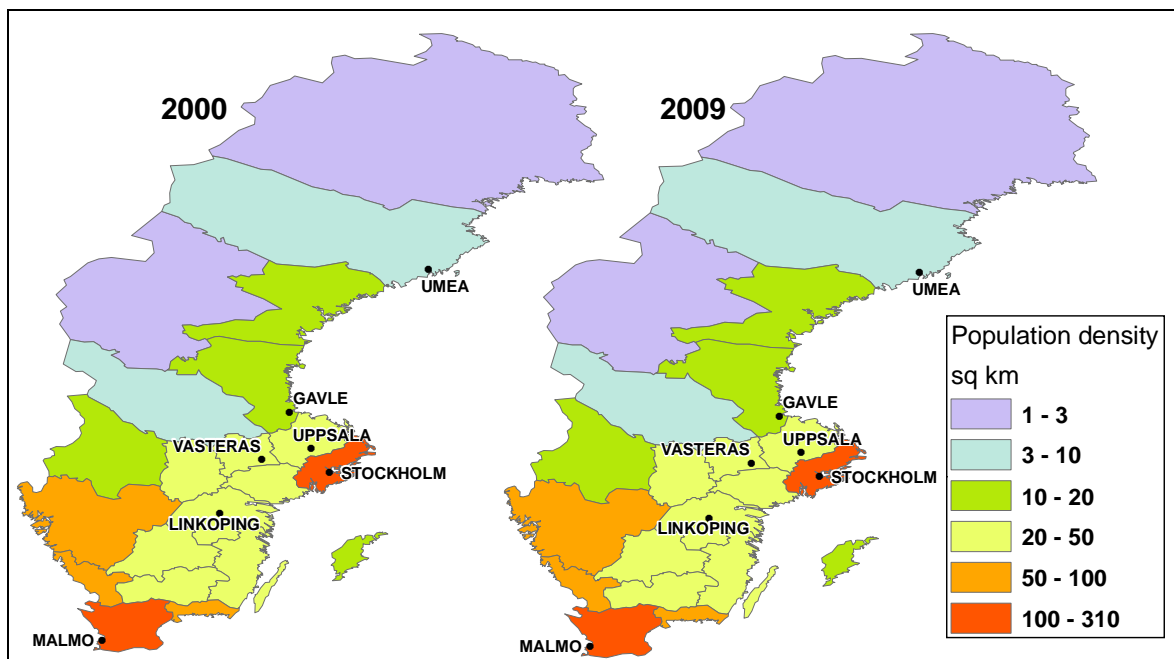 2000
UMEA
GAVLE
UPPSALA
VASTERAS
STOCKHOLM
LINKOPING
MALMO
2009
UMEA
GAVLE
UPPSALA
VASTERAS
STOCKHOLM
LINKOPING
MALMO
Population density
sq km
1 - 3
3 - 10
10 - 20
20 - 50
50 - 100
100 - 310